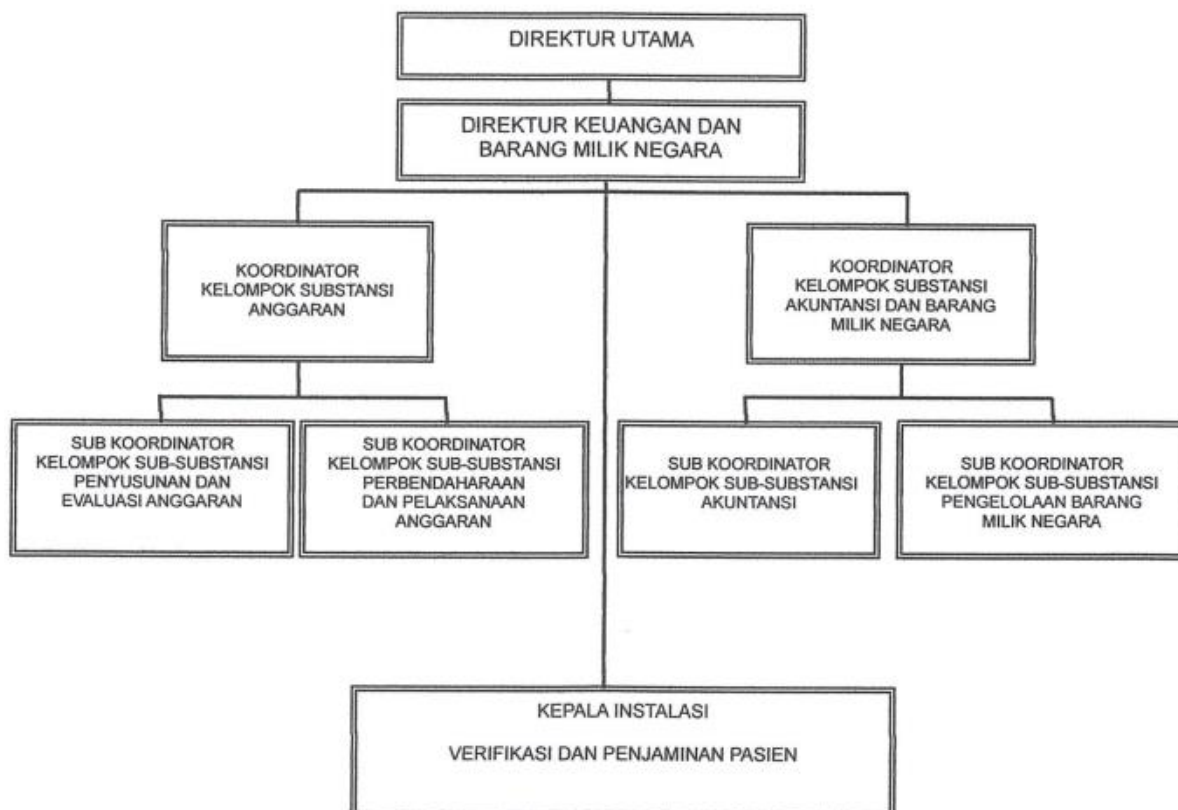 DIREKTUR UTAMA
DIREKTUR KEUANGAN DAN
BARANG MILIK NEGARA
KOORDINATOR
KELOMPOK SUBSTANSI
ANGGARAN
KOORDINATOR
KELOMPOK SUBSTANSI
AKUNTANSI DAN BARANG
MILIK NEGARA
SUB KOORDINATOR
KELOMPOK SUB-SUBSTANSI
PENYUSUNAN DAN
EVALUASI ANGGARAN
SUB KOORDINATOR
KELOMPOK SUB-SUBSTANSI
PERBENDAHARAAN
DAN PELAKSANAAN
ANGGARAN
SUB KOORDINATOR
KELOMPOK SUB-SUBSTANSI
AKUNTANSI
SUB KOORDINATOR
KELOMPOK SUB-SUBSTANSI
PENGELOLAAN BARANG
MILIK NEGARA
KEPALA INSTALASI
VERIFIKASI DAN PENJAMINAN PASIEN